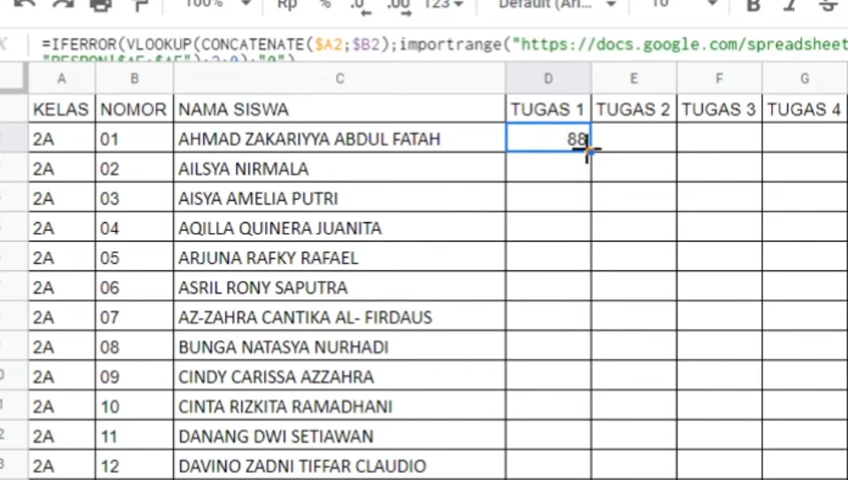 100% Rp % .0 .00 123 Default (Ari... 10 B I S
=IFERROR(VLOOKUP(CONCATENATE($A2;$B2);importrange("https://docs.google.com/spreadsheet
A B C D E F G
KELAS NOMOR NAMA SISWA TUGAS 1 TUGAS 2 TUGAS 3 TUGAS 4
2A 01 AHMAD ZAKARIYYA ABDUL FATAH 88
2A 02 AILSYA NIRMALA
2A 03 AISYA AMELIA PUTRI
2A 04 AQILLA QUINERA JUANITA
2A 05 ARJUNA RAFKY RAFAEL
2A 06 ASRIL RONY SAPUTRA
2A 07 AZ-ZAHRA CANTIKA AL- FIRDAUS
2A 08 BUNGA NATASYA NURHADI
0 2A 09 CINDY CARISSA AZZAHRA
1 2A 10 CINTA RIZKITA RAMADHANI
2 2A 11 DANANG DWI SETIAWAN
3 2A 12 DAVINO ZADNI TIFFAR CLAUDIO